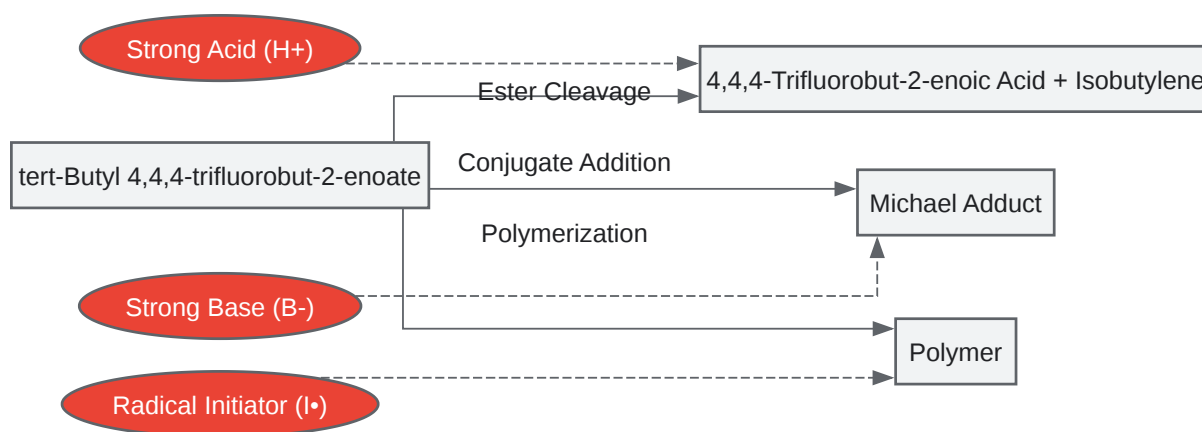 Strong Acid (H+)
4,4,4-Trifluorobut-2-enoic Acid + Isobutylene
Ester Cleavage
tert-Butyl 4,4,4-trifluorobut-2-enoate
Conjugate Addition
Michael Adduct
Polymerization
Strong Base (B-)
Polymer
Radical Initiator (I•)